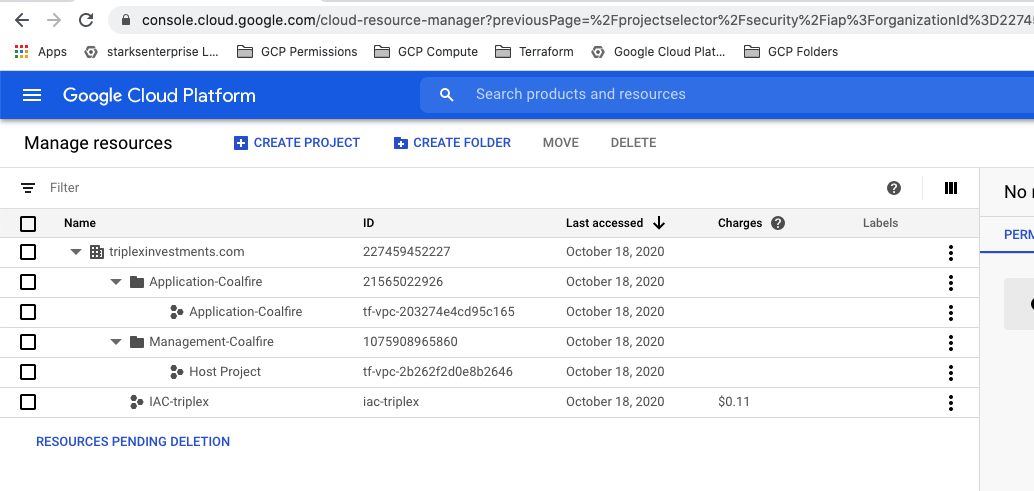 console.cloud.google.com/cloud-resource-manager?previousPage=%2Fprojectselector%2Fsecurity%2Fiap%3ForganizationId%3D22745
Apps starksenterprise L... GCP Permissions GCP Compute Terraform Google Cloud Plat... GCP Folders
Google Cloud Platform Search products and resources
Manage resources CREATE PROJECT CREATE FOLDER MOVE DELETE
Filter ?
No
Name ID Last accessed Charges ? Labels
PERM
triplexinvestments.com 227459452227 October 18, 2020
Application-Coalfire 21565022926 October 18, 2020
Application-Coalfire tf-vpc-203274e4cd95c165 October 18, 2020
Management-Coalfire 1075908965860 October 18, 2020
Host Project tf-vpc-2b262f2d0e8b2646 October 18, 2020
IAC-triplex iac-triplex October 18, 2020 $0.11
RESOURCES PENDING DELETION